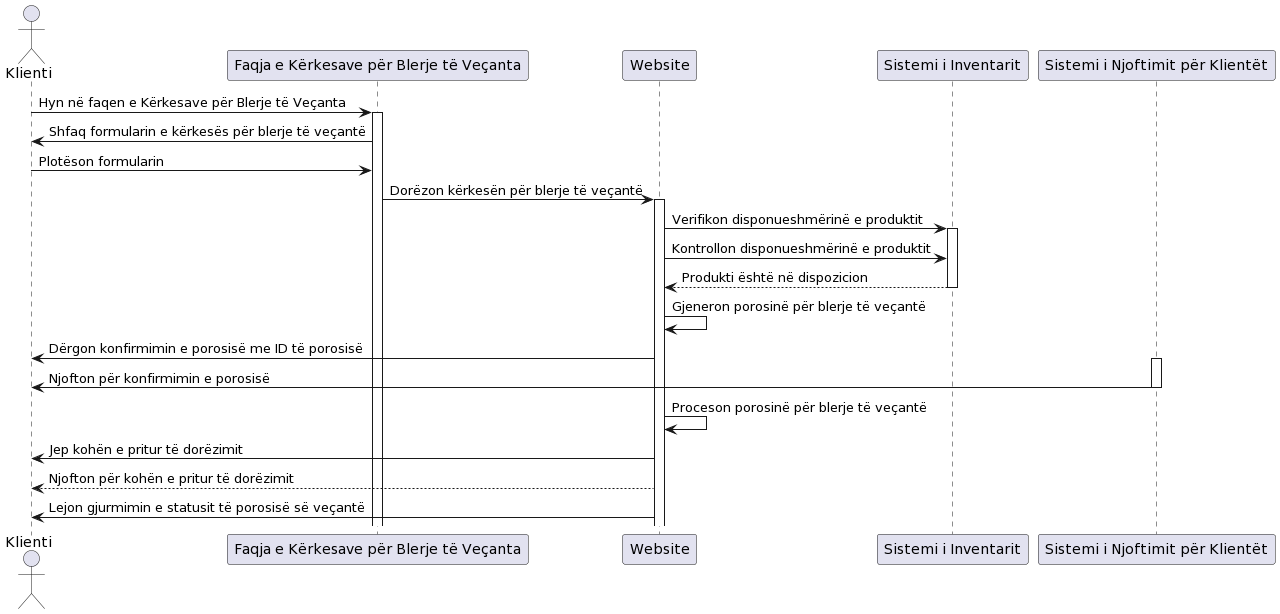 Klienti
Faqja e Kërkesave për Blerje të Veçanta
Website
Sistemi i Inventarit
Sistemi i Njoftimit për Klientët
Hyn në faqen e Kërkesave për Blerje të Veçanta
Shfaq formularin e kërkesës për blerje të veçantë
Plotëson formularin
Dorëzon kërkesën për blerje të veçantë
Verifikon disponueshmërinë e produktit
Kontrollon disponueshmërinë e produktit
Produkti është në dispozicion
Gjeneron porosinë për blerje të veçantë
Dërgon konfirmimin e porosisë me ID të porosisë
Njofton për konfirmimin e porosisë
Proceson porosinë për blerje të veçantë
Jep kohën e pritur të dorëzimit
Njofton për kohën e pritur të dorëzimit
Lejon gjurmimin e statusit të porosisë së veçantë
Klienti
Faqja e Kërkesave për Blerje të Veçanta
Website
Sistemi i Inventarit
Sistemi i Njoftimit për Klientët